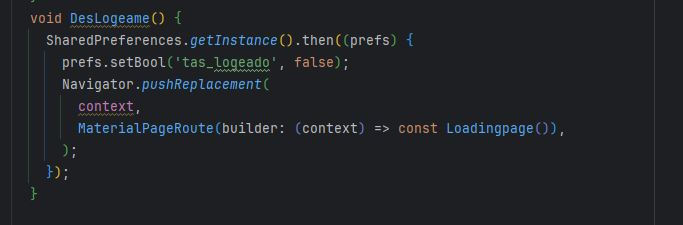 void DesLogeame() {
  SharedPreferences.getInstance().then((prefs) {
    prefs.setBool('tas_logeado', false);
    Navigator.pushReplacement(
      context,
      MaterialPageRoute(builder: (context) => const Loadingpage()),
    );
  });
}